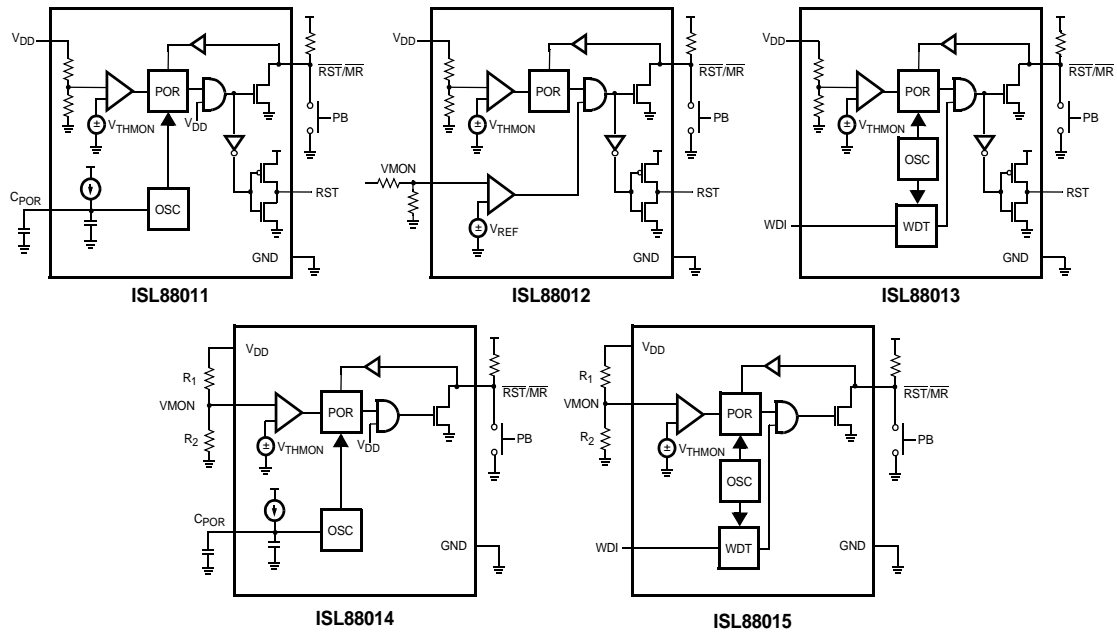 VDD
POR
RST/MR
VTHMON
VDD
PB
CPOR
OSC
RST
GND
ISL88011
VDD
POR
RST/MR
VTHMON
PB
VMON
VREF
RST
GND
ISL88012
VDD
POR
RST/MR
VTHMON
PB
OSC
RST
WDI
WDT
GND
ISL88013
VDD
R1
VMON
POR
RST/MR
R2
VTHMON
VDD
PB
CPOR
OSC
GND
ISL88014
VDD
R1
VMON
POR
RST/MR
R2
VTHMON
PB
OSC
WDI
WDT
GND
ISL88015